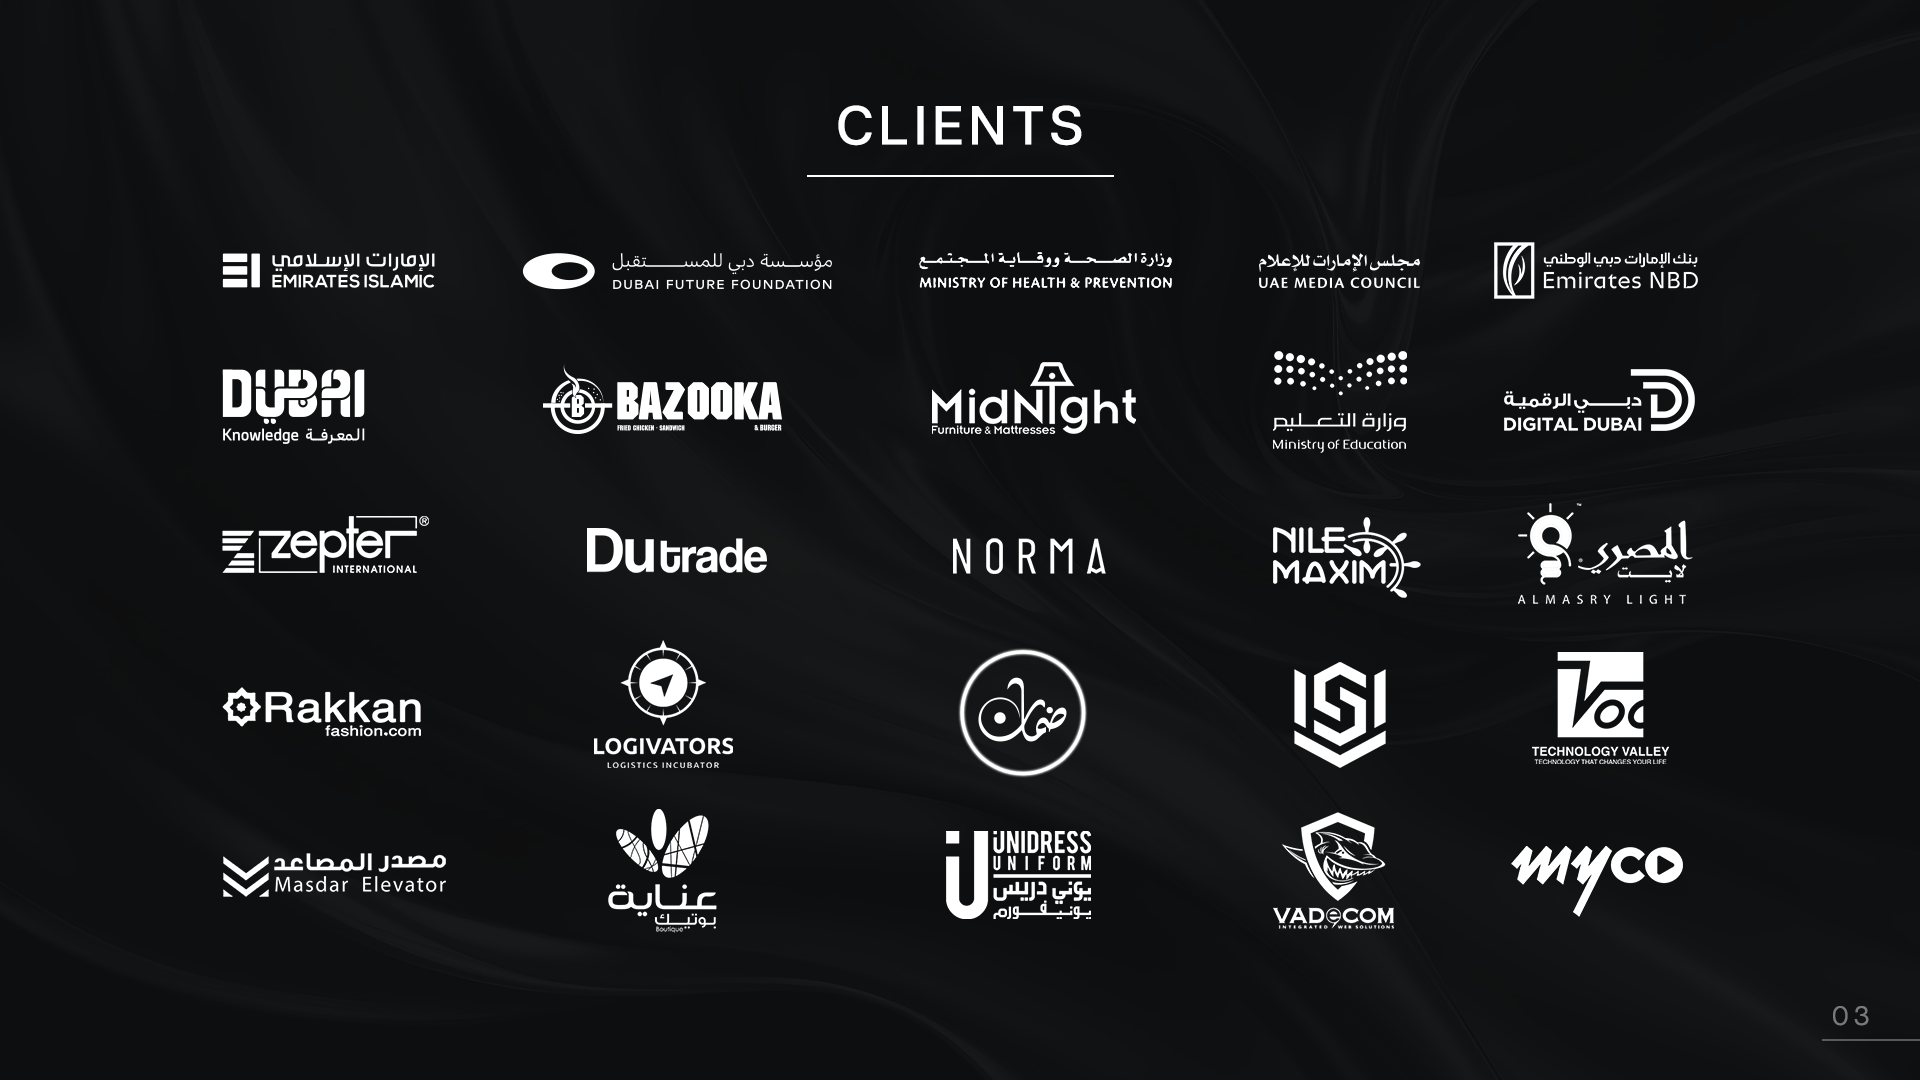 CLIENTS
الإمارات الإسلامي
EMIRATES ISLAMIC
مؤسسة دبي للمستقبل
DUBAI FUTURE FOUNDATION
وزارة الصحة ووقاية المجتمع
MINISTRY OF HEALTH & PREVENTION
مجلس الإمارات للإعلام
UAE MEDIA COUNCIL
بنك الإمارات دبي الوطني
Emirates NBD
DUBAI
Knowledge المعرفة
B BAZOOKA
FRIED CHICKEN - SANDWICH & BURGER
MidNight
Furniture & Mattresses
وزارة التعليم
Ministry of Education
دبي الرقمية
DIGITAL DUBAI
zepter®
INTERNATIONAL
Dutrade
NORMA
NILE
MAXIM
المصري
لايت
ALMASRY LIGHT
Rakkan
fashion.com
LOGIVATORS
LOGISTICS INCUBATOR
ضمان
TECHNOLOGY VALLEY
TECHNOLOGY THAT CHANGES YOUR LIFE
مصدر المصاعد
Masdar Elevator
عناية
بوتيك
Boutique
UNIDRESS
UNIFORM
يوني دريس
يونيفورم
VADeCOM
INTEGRATED WEB SOLUTIONS
myco
03